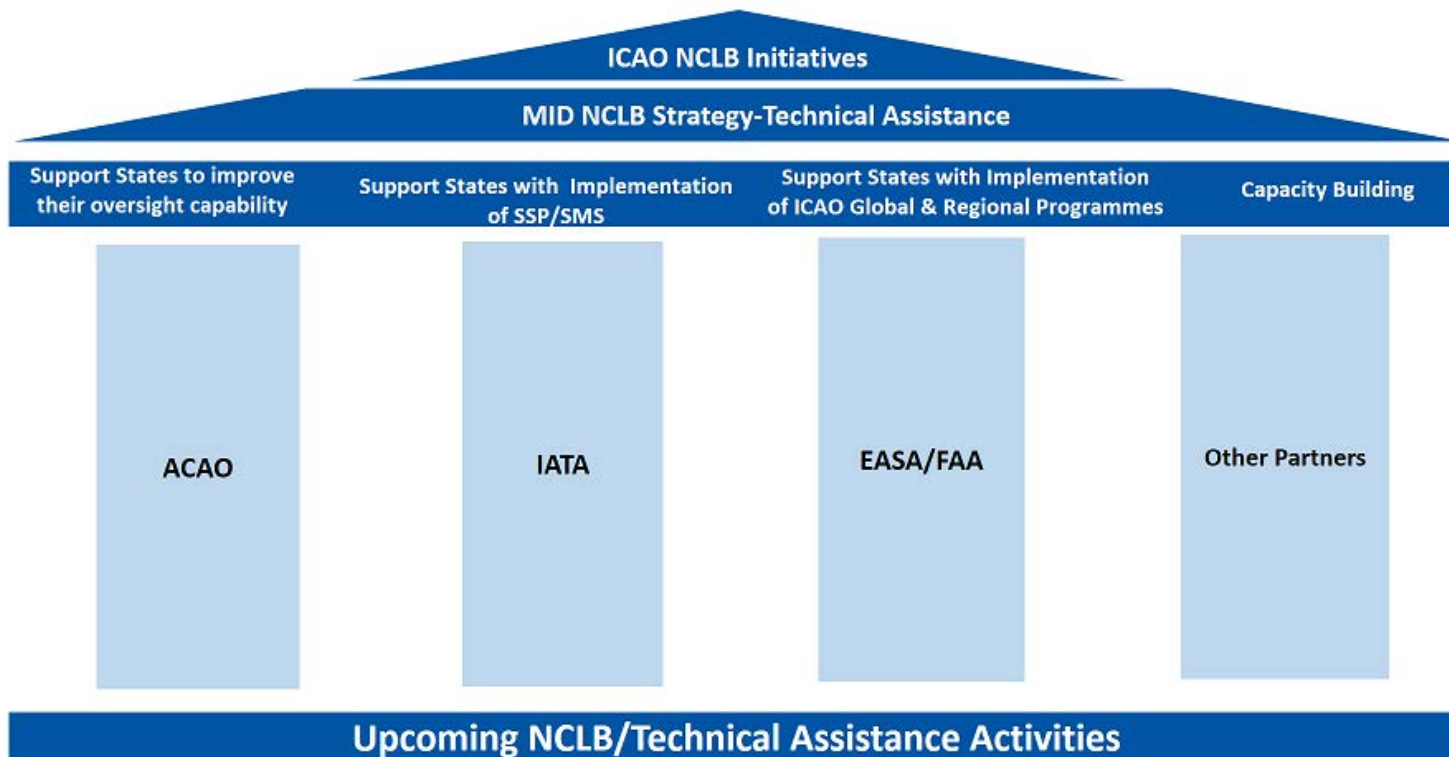 ICAO NCLB Initiatives
MID NCLB Strategy-Technical Assistance
Support States to improve
their oversight capability
Support States with Implementation
of SSP/SMS
Support States with Implementation
of ICAO Global & Regional Programmes
Capacity Building
ACAO
IATA
EASA/FAA
Other Partners
Upcoming NCLB/Technical Assistance Activities